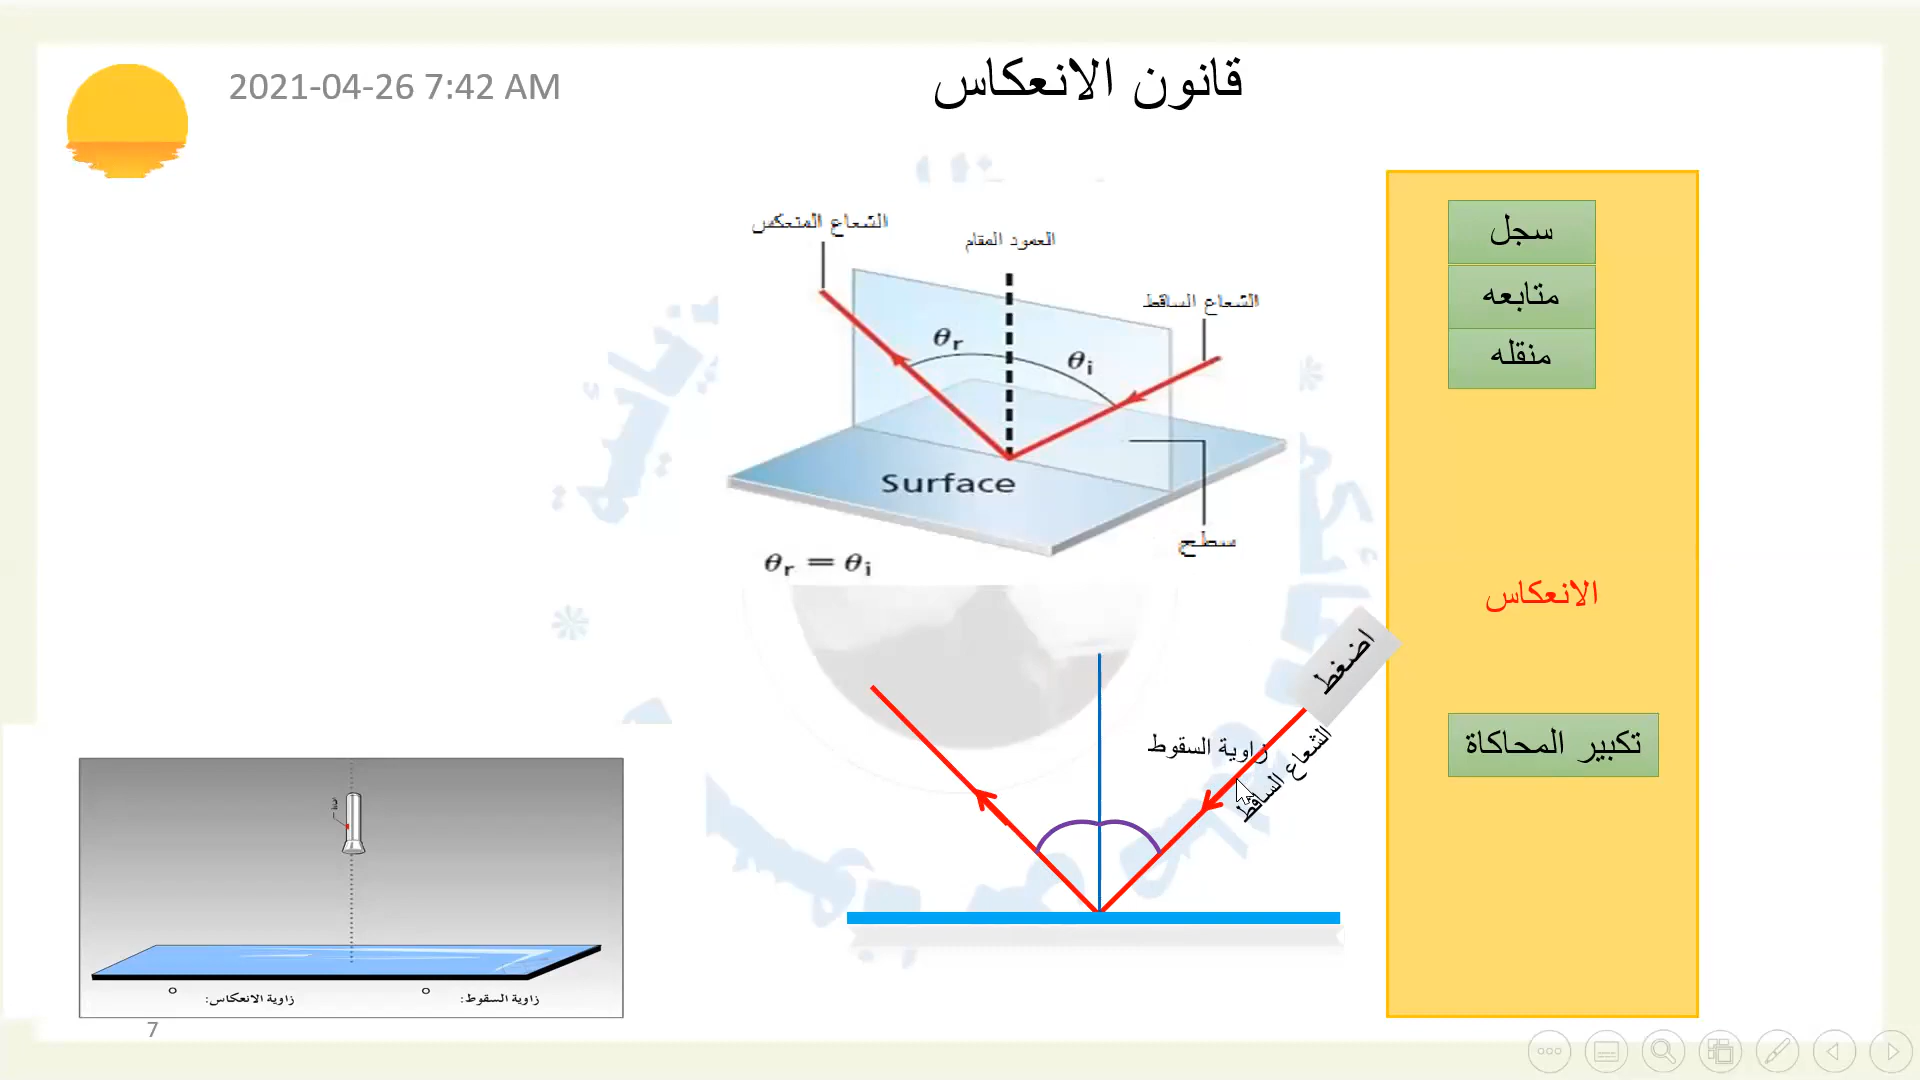 2021-04-26 7:42 AM
قانون الانعكاس
الشعاع المنعكس
العمود المقام
الشعاع الساقط
θr
θi
Surface
سطح
θr = θi
سجل
متابعه
منقله
الانعكاس
اضغط
زاوية السقوط
الشعاع الساقط
تكبير المحاكاة
زاوية السقوط:
زاوية الانعكاس:
7